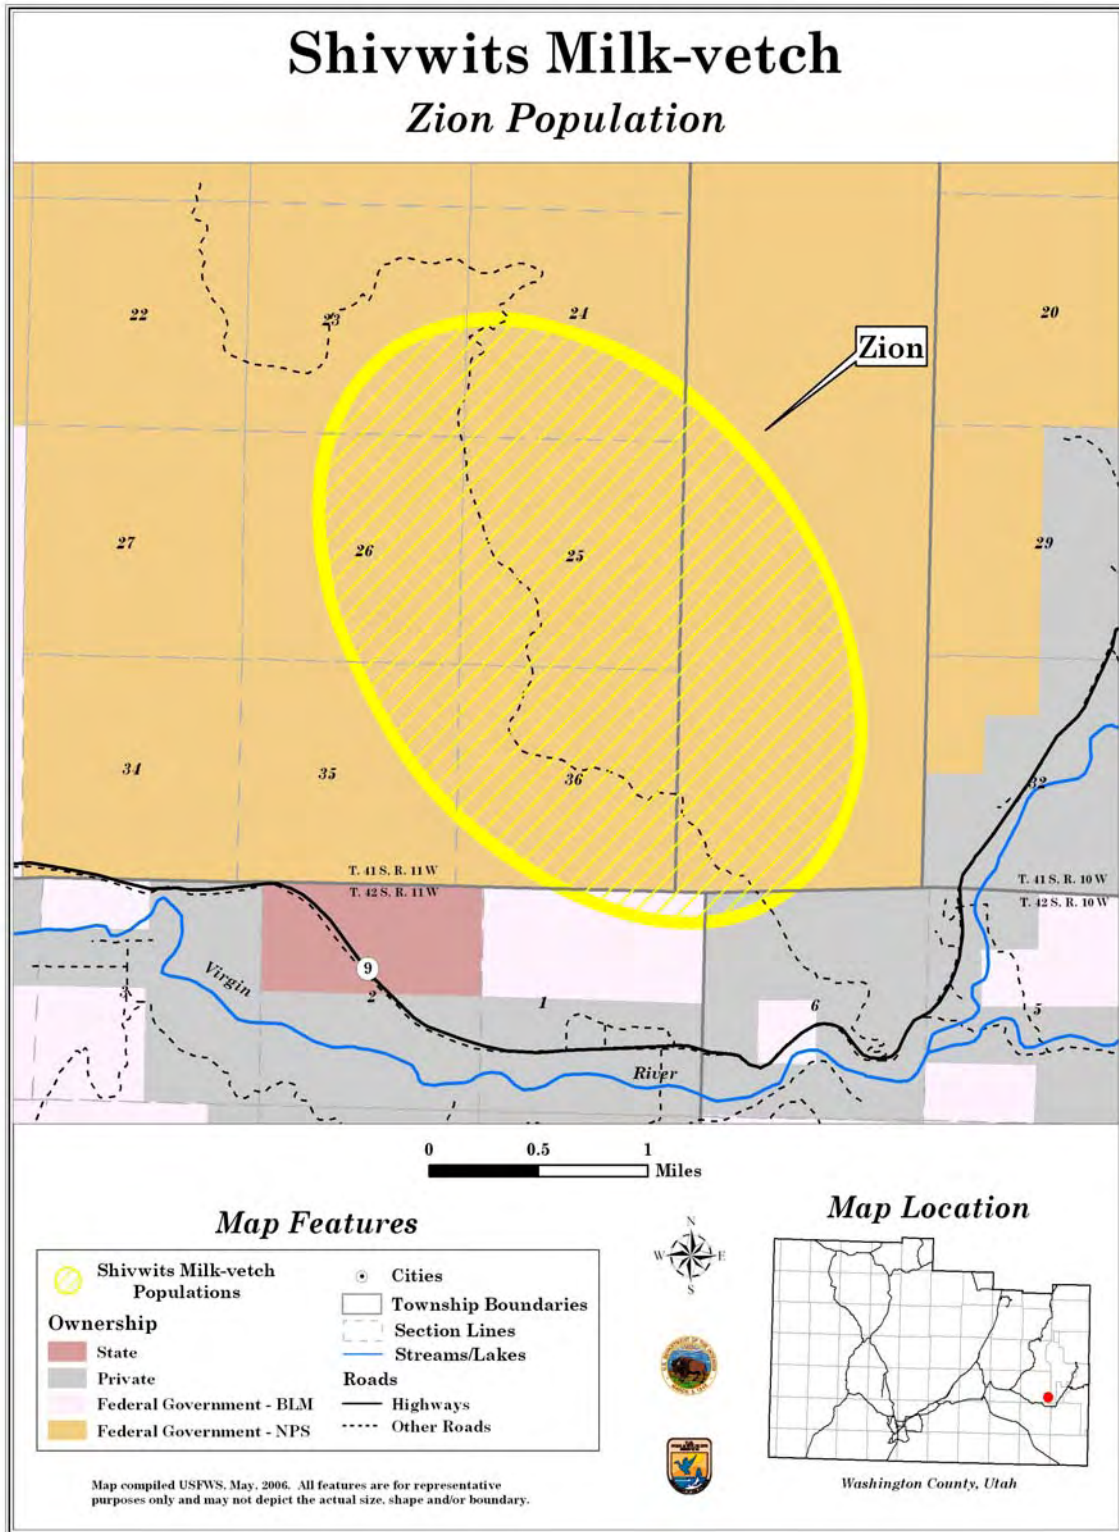 Shivwits Milk-vetch
Zion Population
22
23
24
20
Zion
27
26
25
29
34
35
36
32
T. 41 S. R. 11 W
T. 42 S. R. 11 W
T. 41 S. R. 10 W
T. 42 S. R. 10 W
Virgin
9
3
2
1
6
5
River
0 0.5 1
Miles
Map Features
Shivwits Milk-vetch
Populations
Ownership
State
Private
Federal Government - BLM
Federal Government - NPS
Cities
Township Boundaries
Section Lines
Streams/Lakes
Roads
Highways
Other Roads
N
W E
S
Map Location
Washington County, Utah
Map compiled USFWS, May, 2006. All features are for representative
purposes only and may not depict the actual size, shape and/or boundary.